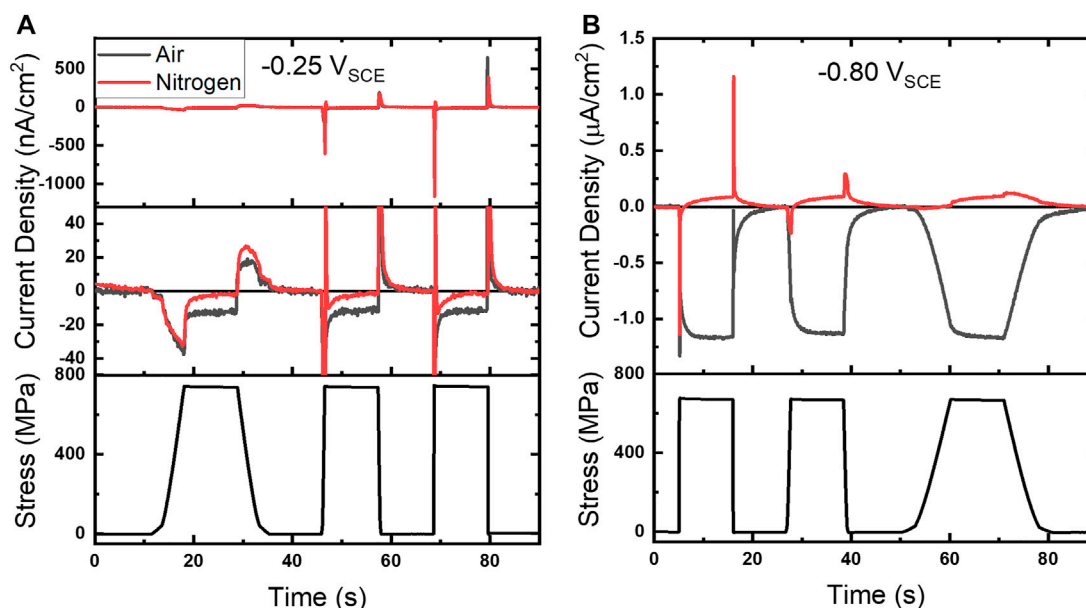 A
Air
Nitrogen
-0.25 VSCE
Current Density (nA/cm2)
500
0
-500
-1000
40
20
0
-20
-40
Stress (MPa)
800
400
0
0 20 40 60 80
Time (s)
B
-0.80 VSCE
Current Density (μA/cm2)
1.5
1.0
0.5
0.0
-0.5
-1.0
Stress (MPa)
800
400
0
0 20 40 60 80
Time (s)